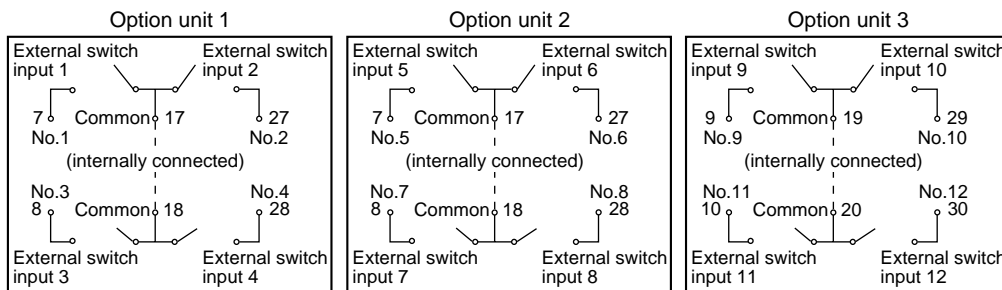 Option unit 1
External switch
input 1
External switch
input 2
7
Common
17
27
No.1
No.2
(internally connected)
No.3
No.4
8
Common
18
28
External switch
input 3
External switch
input 4
Option unit 2
External switch
input 5
External switch
input 6
7
Common
17
27
No.5
No.6
(internally connected)
No.7
No.8
8
Common
18
28
External switch
input 7
External switch
input 8
Option unit 3
External switch
input 9
External switch
input 10
9
Common
19
29
No.9
No.10
(internally connected)
No.11
No.12
10
Common
20
30
External switch
input 11
External switch
input 12